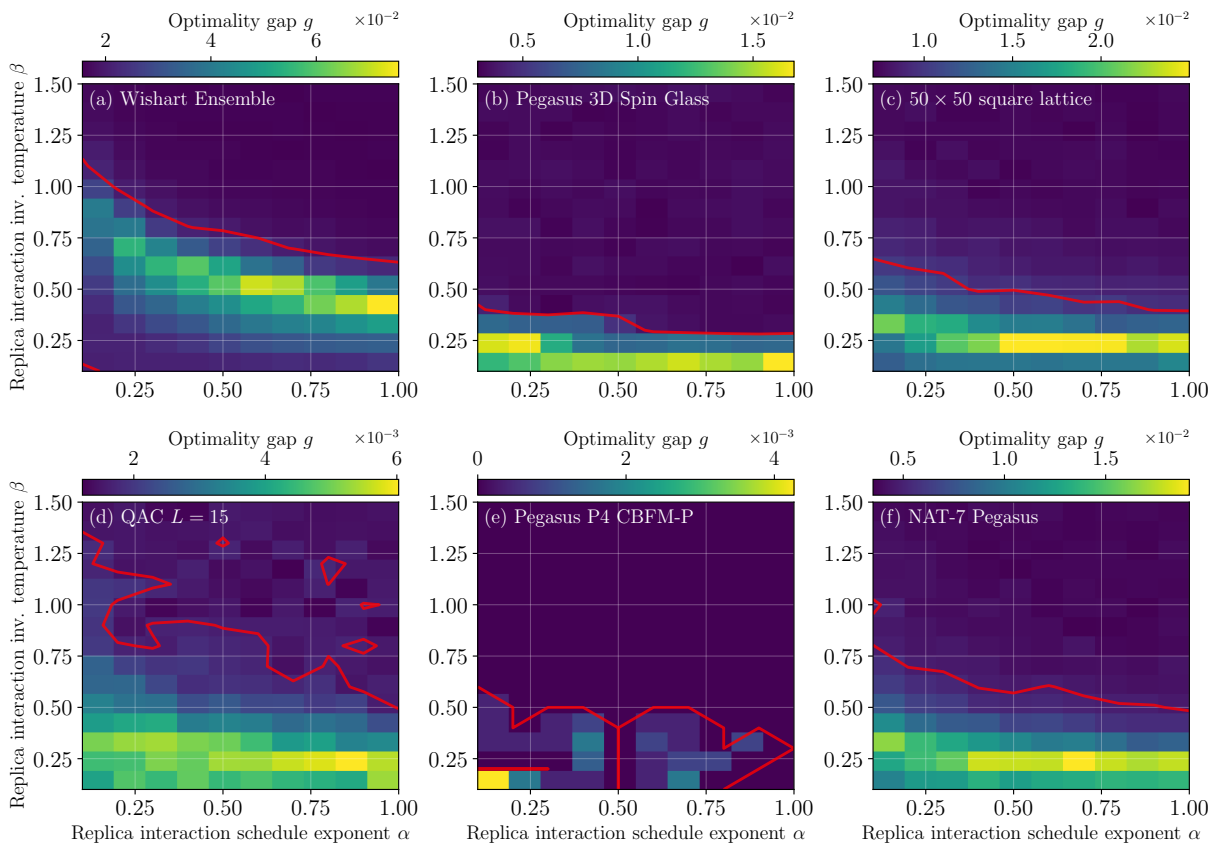 Optimality gap g ×10⁻²
2 4 6
Optimality gap g ×10⁻²
0.5 1.0 1.5
Optimality gap g ×10⁻²
1.0 1.5 2.0
Replica interaction inv. temperature β
(a) Wishart Ensemble
1.50
1.25
1.00
0.75
0.50
0.25
0.25 0.50 0.75 1.00
(b) Pegasus 3D Spin Glass
1.50
1.25
1.00
0.75
0.50
0.25
0.25 0.50 0.75 1.00
(c) 50 × 50 square lattice
1.50
1.25
1.00
0.75
0.50
0.25
0.25 0.50 0.75 1.00
Optimality gap g ×10⁻³
2 4 6
Optimality gap g ×10⁻³
0 2 4
Optimality gap g ×10⁻²
0.5 1.0 1.5
Replica interaction inv. temperature β
(d) QAC L = 15
1.50
1.25
1.00
0.75
0.50
0.25
0.25 0.50 0.75 1.00
Replica interaction schedule exponent α
(e) Pegasus P4 CBFM-P
1.50
1.25
1.00
0.75
0.50
0.25
0.25 0.50 0.75 1.00
Replica interaction schedule exponent α
(f) NAT-7 Pegasus
1.50
1.25
1.00
0.75
0.50
0.25
0.25 0.50 0.75 1.00
Replica interaction schedule exponent α